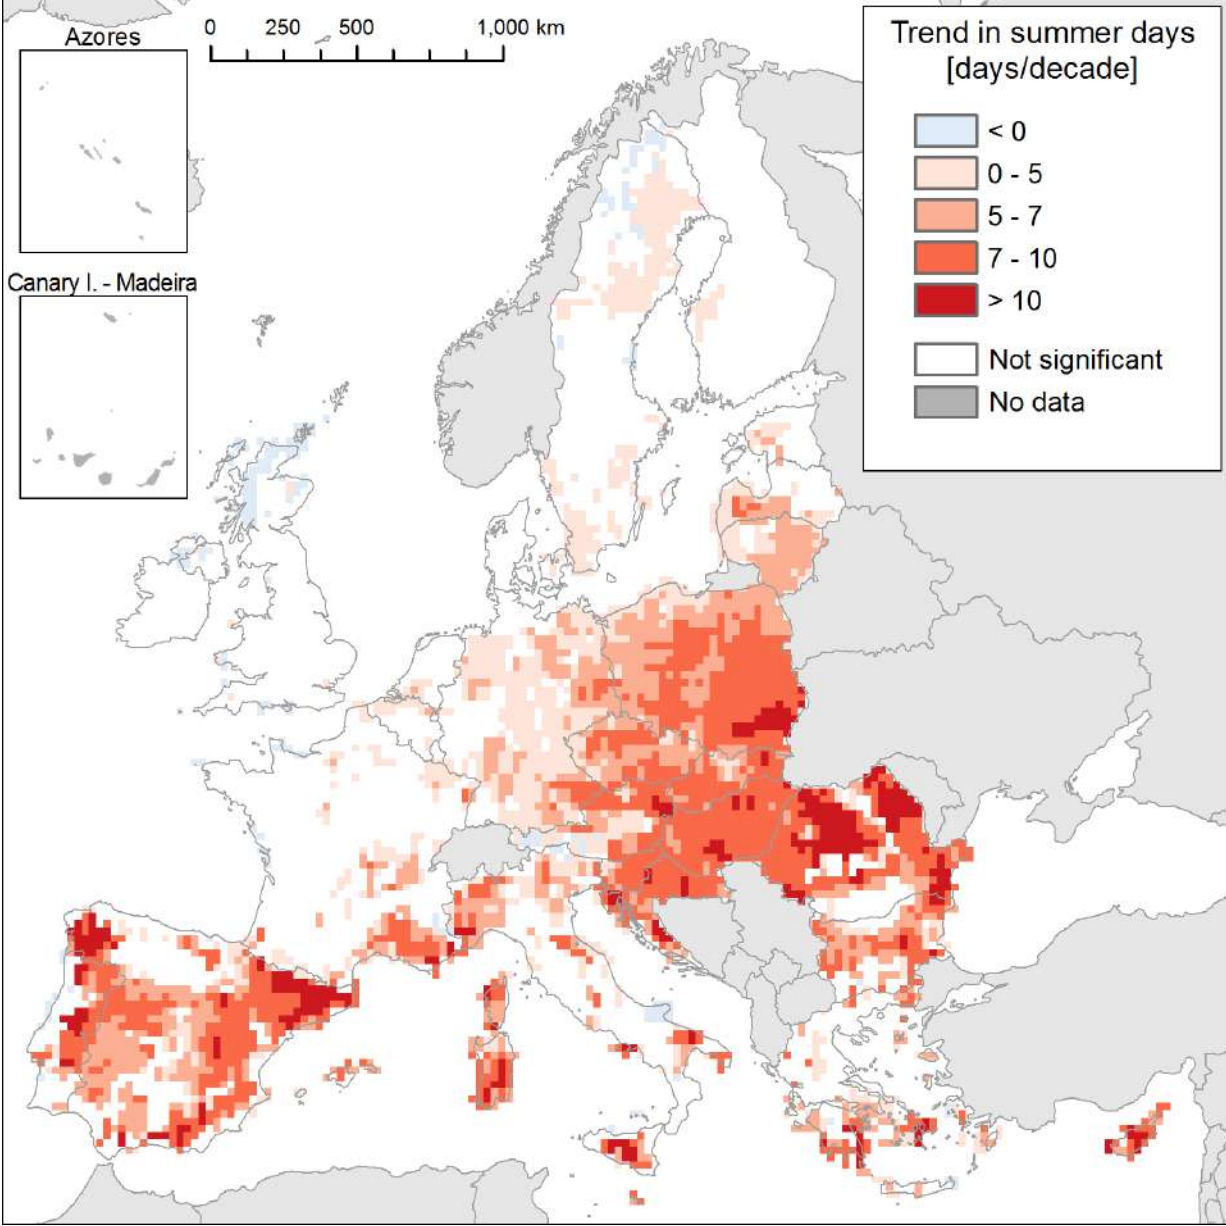 Azores
Canary I. - Madeira
0 250 500 1,000 km
Trend in summer days
[days/decade]
< 0
0 - 5
5 - 7
7 - 10
> 10
Not significant
No data